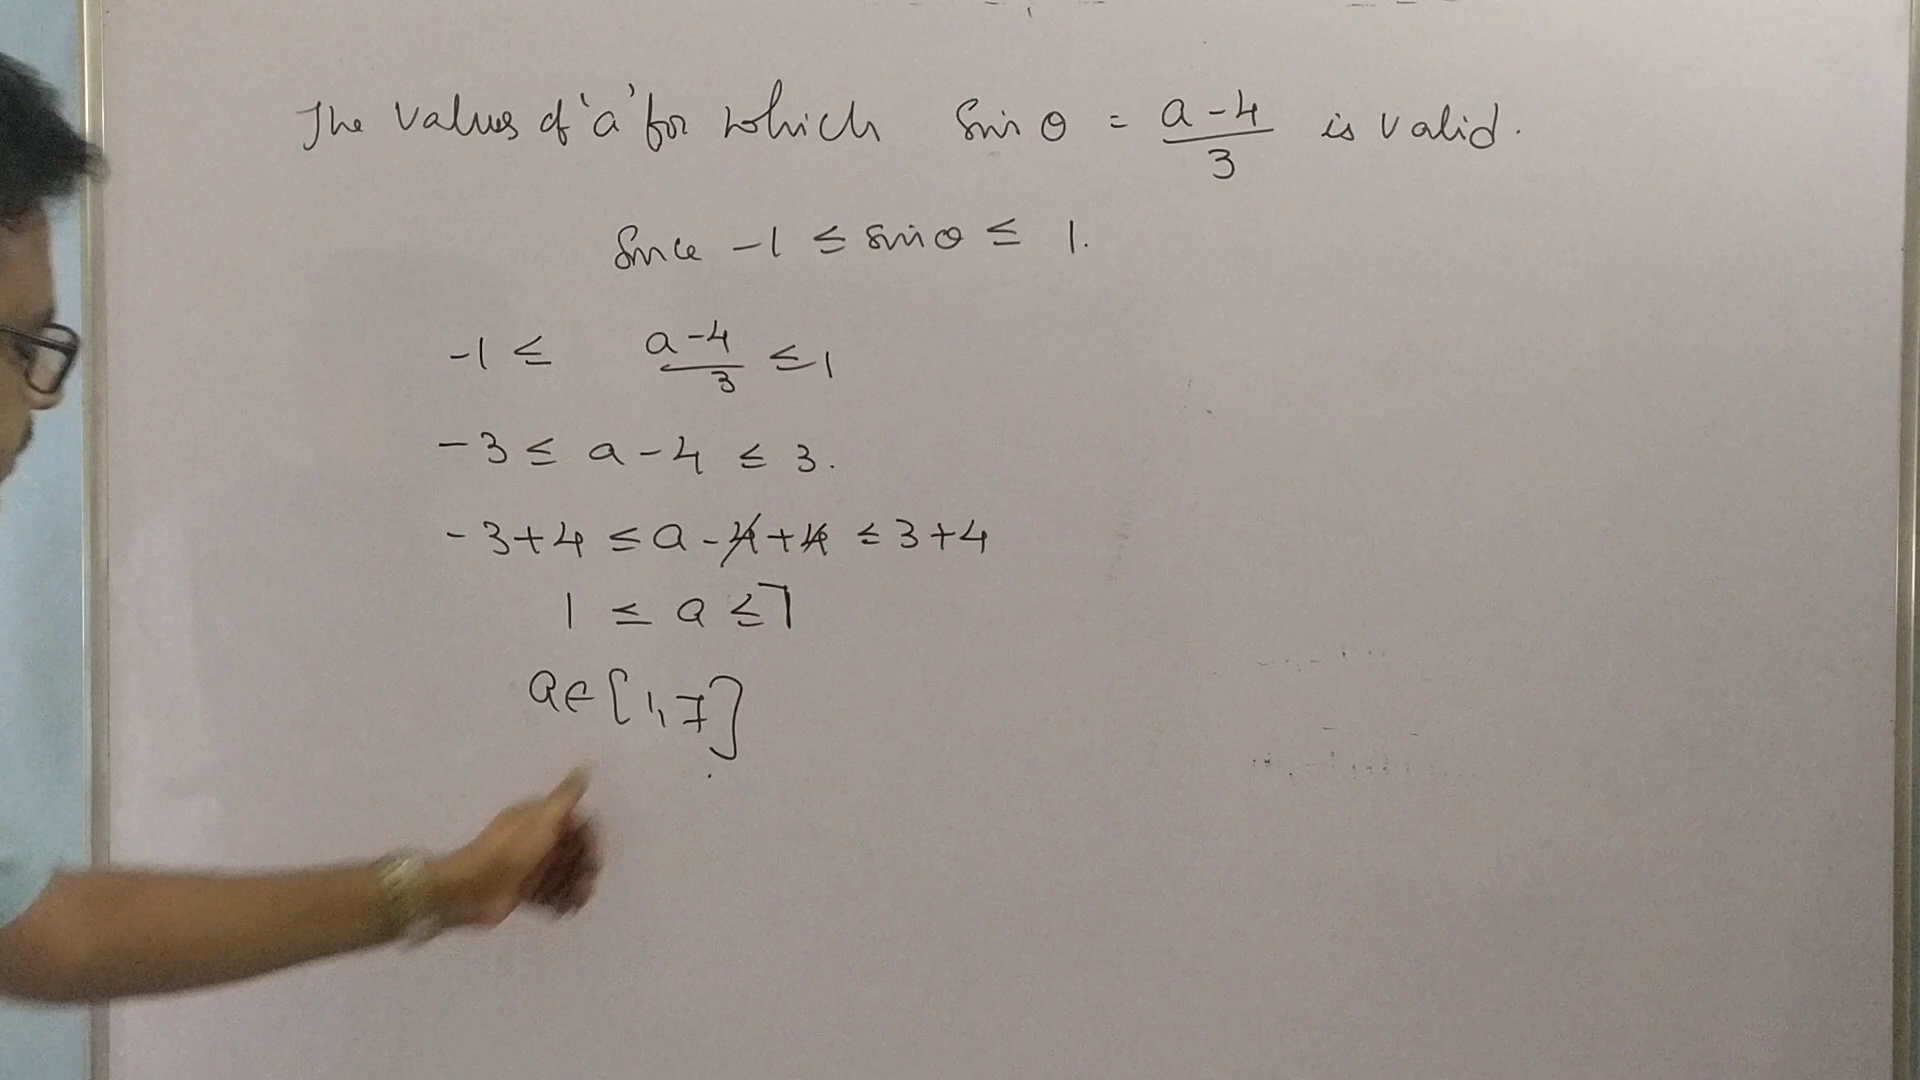 The values of 'a' for which sin θ = (a-4)/3 is valid.
Since -1 ≤ sin θ ≤ 1.
-1 ≤ (a-4)/3 ≤ 1
-3 ≤ a-4 ≤ 3.
-3+4 ≤ a-4+4 ≤ 3+4
1 ≤ a ≤ 7
a∈[1,7]